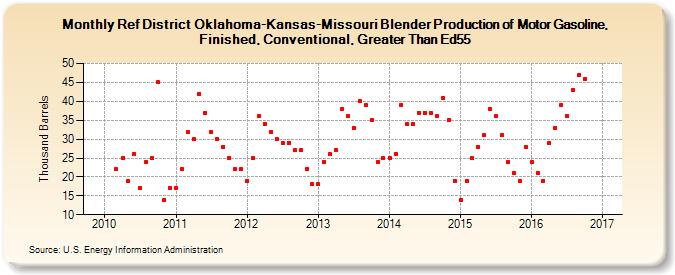 Monthly Ref District Oklahoma-Kansas-Missouri Blender Production of Motor Gasoline,
Finished, Conventional, Greater Than Ed55
Thousand Barrels
50
45
40
35
30
25
20
15
10
2010 2011 2012 2013 2014 2015 2016 2017
Source: U.S. Energy Information Administration